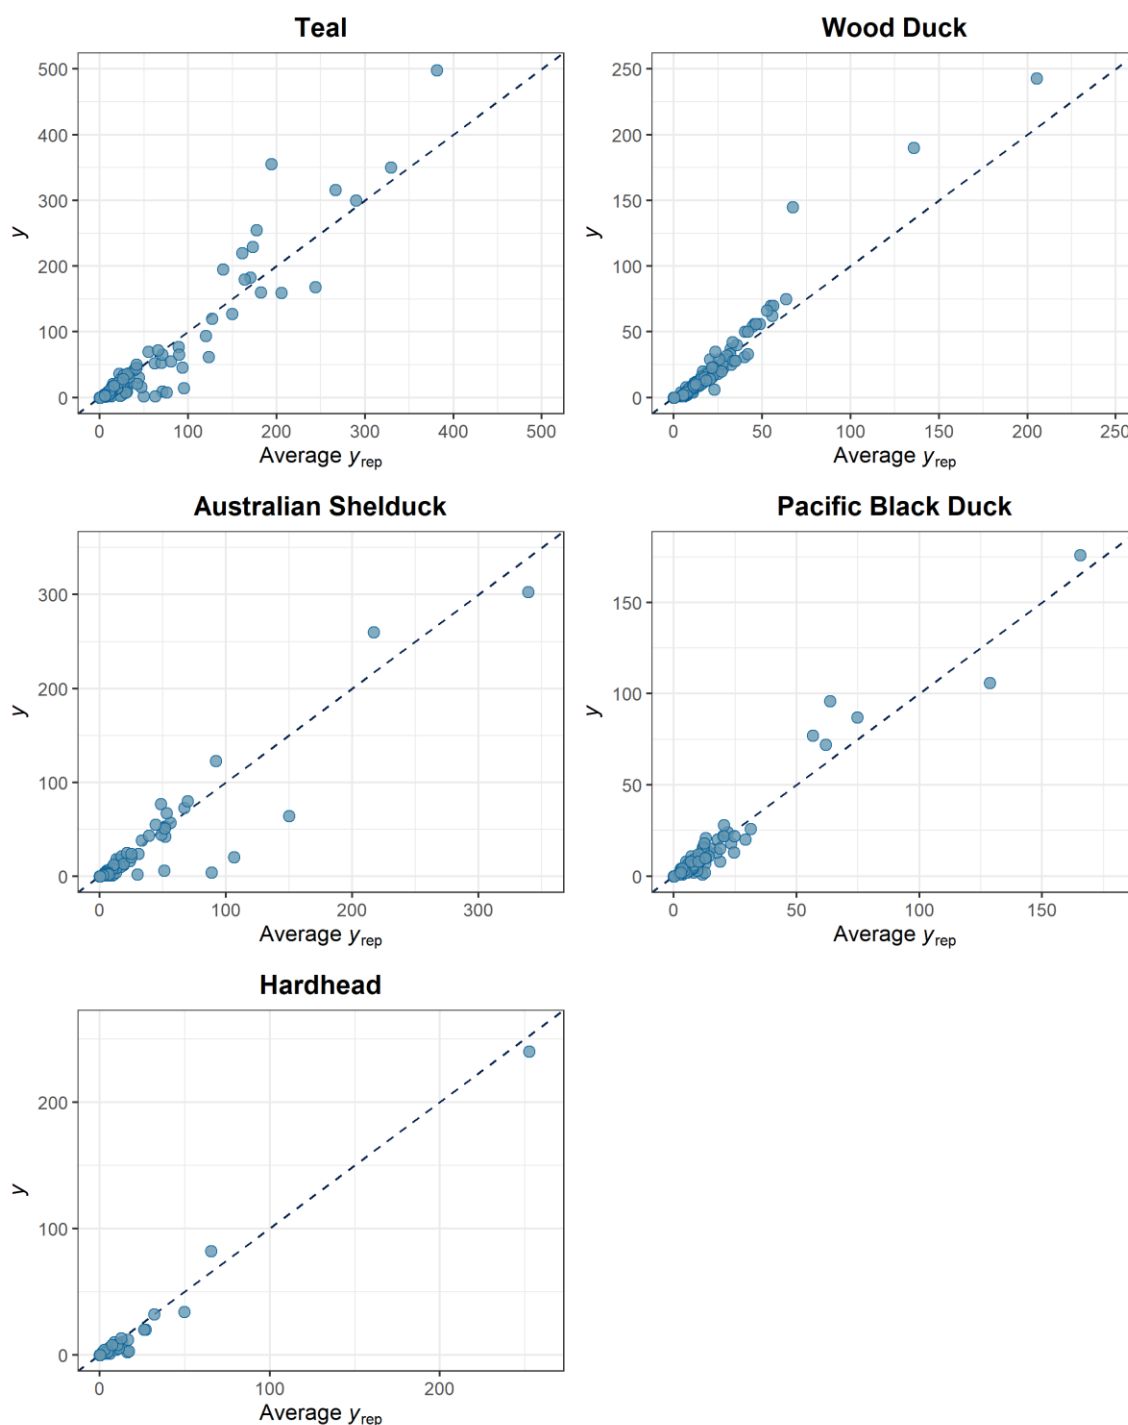 Teal
Wood Duck
500
400
300
200
100
0
y
0 100 200 300 400 500
Average yrep
250
200
150
100
50
0
y
0 50 100 150 200 250
Average yrep
Australian Shelduck
Pacific Black Duck
300
200
100
0
y
0 100 200 300
Average yrep
150
100
50
0
y
0 50 100 150
Average yrep
Hardhead
200
100
0
y
0 100 200
Average yrep